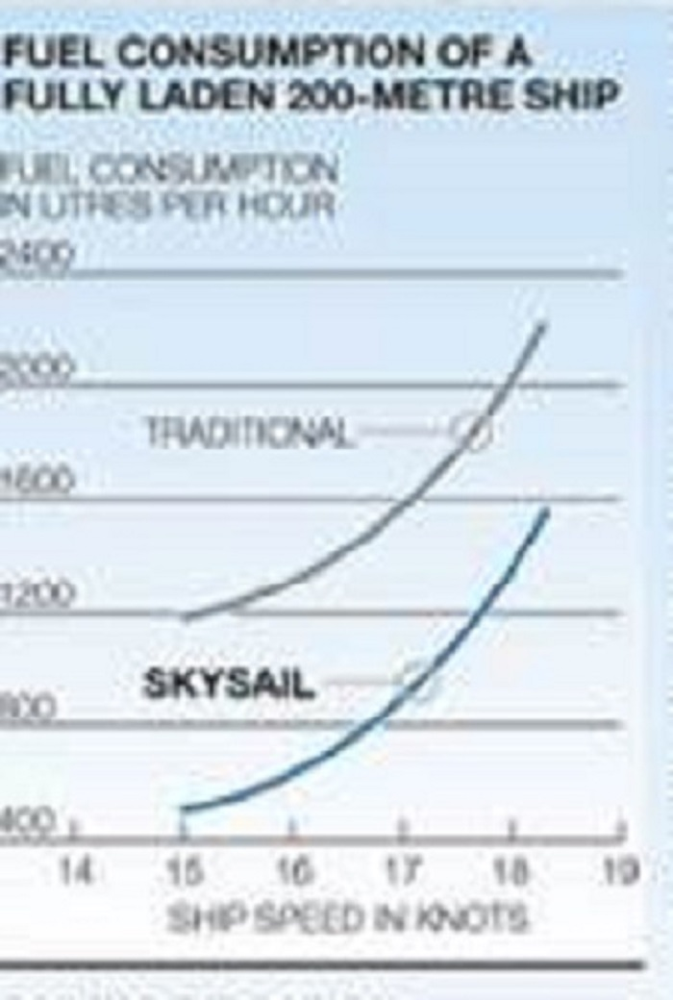 FUEL CONSUMPTION OF A
FULLY LADEN 200-METRE SHIP
FUEL CONSUMPTION
IN LITRES PER HOUR
2400
2000
TRADITIONAL
1600
1200
SKYSAIL
800
400
14 15 16 17 18 19
SHIP SPEED IN KNOTS